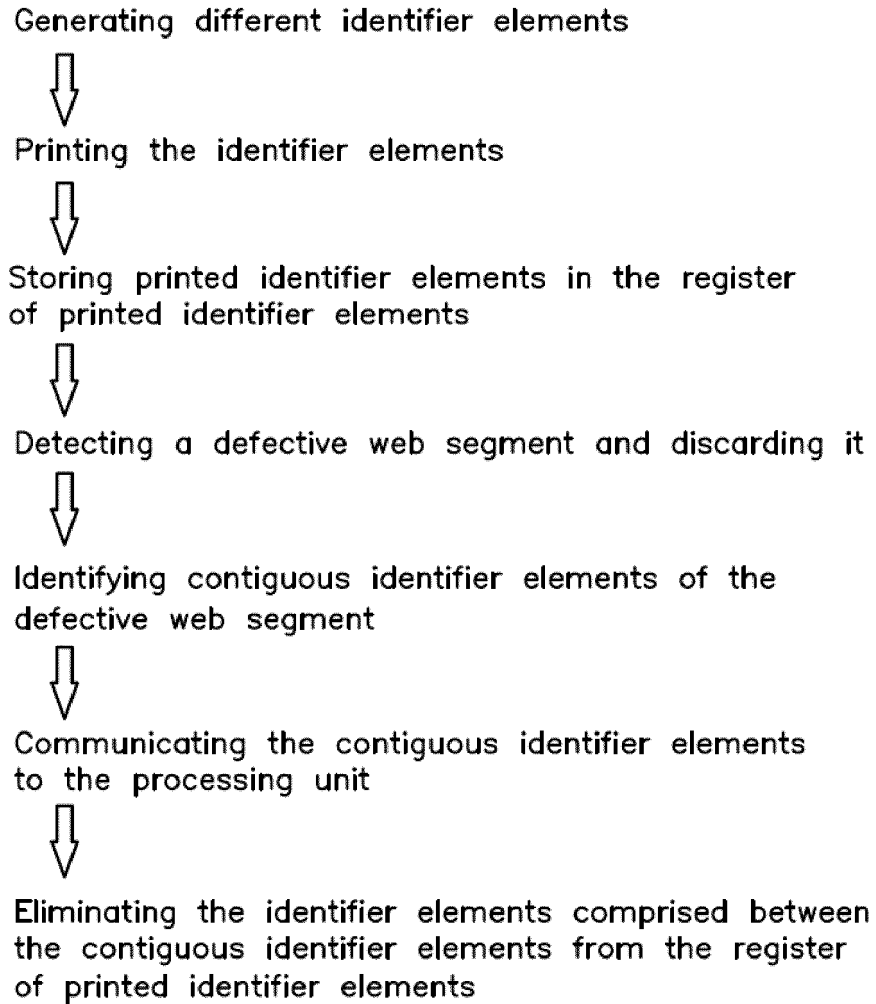 Generating different identifier elements
Printing the identifier elements
Storing printed identifier elements in the register
of printed identifier elements
Detecting a defective web segment and discarding it
Identifying contiguous identifier elements of the
defective web segment
Communicating the contiguous identifier elements
to the processing unit
Eliminating the identifier elements comprised between
the contiguous identifier elements from the register
of printed identifier elements